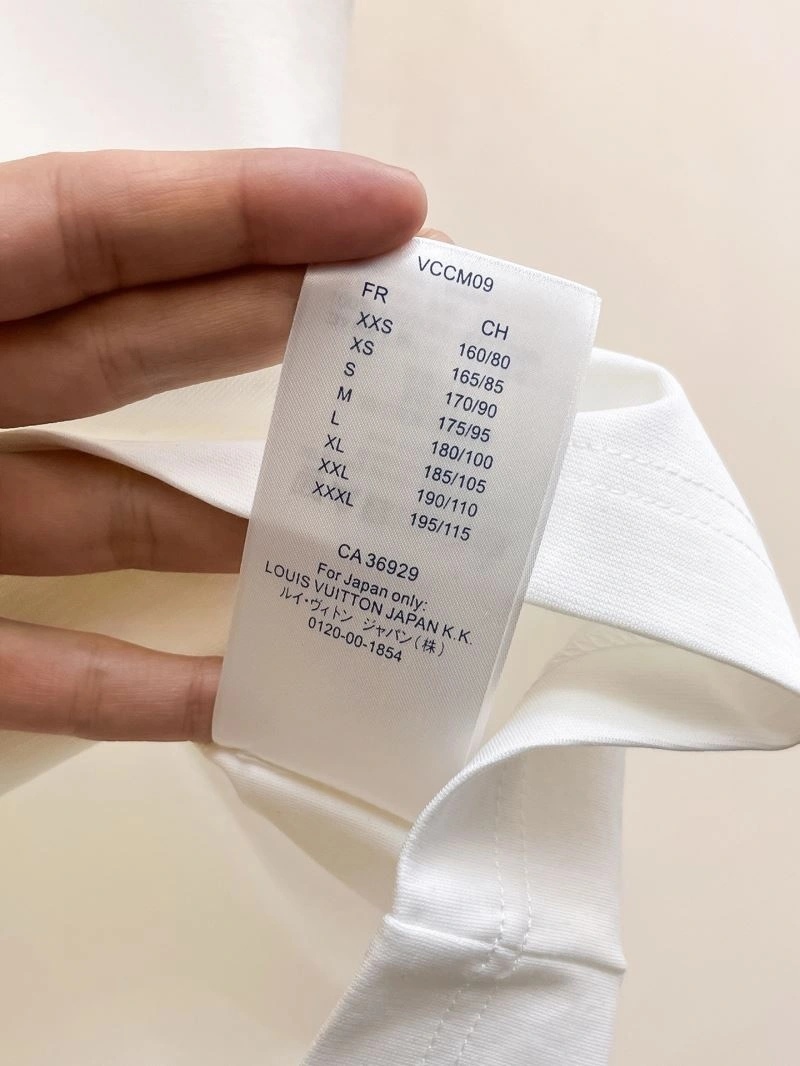 VCCM09
FR CH
XXS 160/80
XS 165/85
S 170/90
M 175/95
L 180/100
XL 185/105
XXL 190/110
XXXL 195/115
CA 36929
For Japan only:
LOUIS VUITTON JAPAN K.K.
ルイ・ヴィトン ジャパン(株)
0120-00-1854